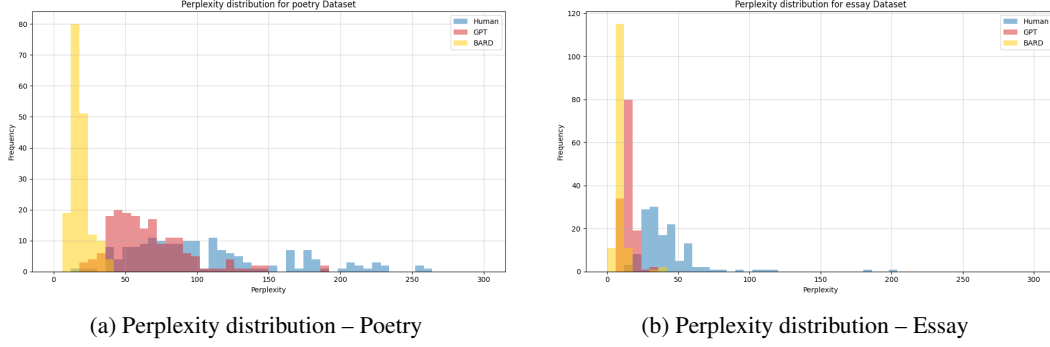 Perplexity distribution for poetry Dataset
Human
GPT
BARD
80
70
60
50
40
30
20
10
0
Frequency
0 50 100 150 200 250 300
Perplexity
(a) Perplexity distribution – Poetry
Perplexity distribution for essay Dataset
Human
GPT
BARD
120
100
80
60
40
20
0
Frequency
0 50 100 150 200 250 300
Perplexity
(b) Perplexity distribution – Essay